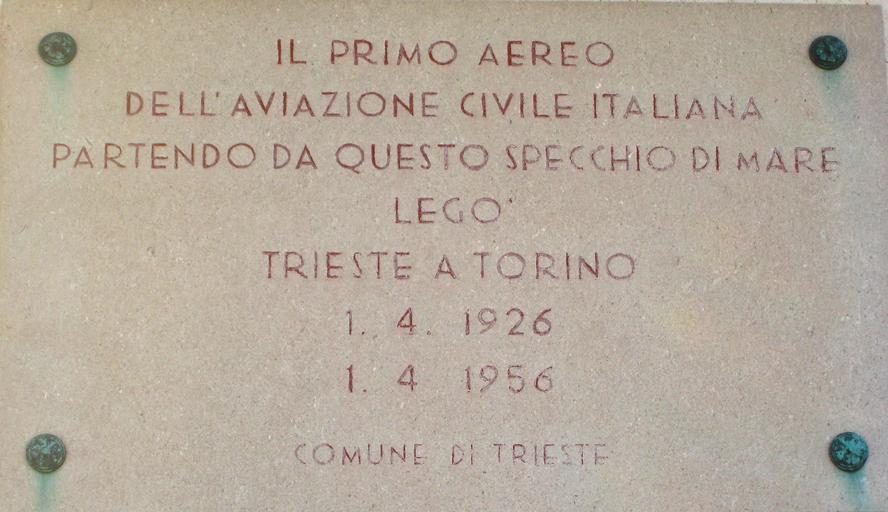 IL PRIMO AEREO
DELL'AVIAZIONE CIVILE ITALIANA
PARTENDO DA QUESTO SPECCHIO DI MARE
LEGO'
TRIESTE A TORINO
1. 4. 1926
1. 4 1956
COMUNE DI TRIESTE